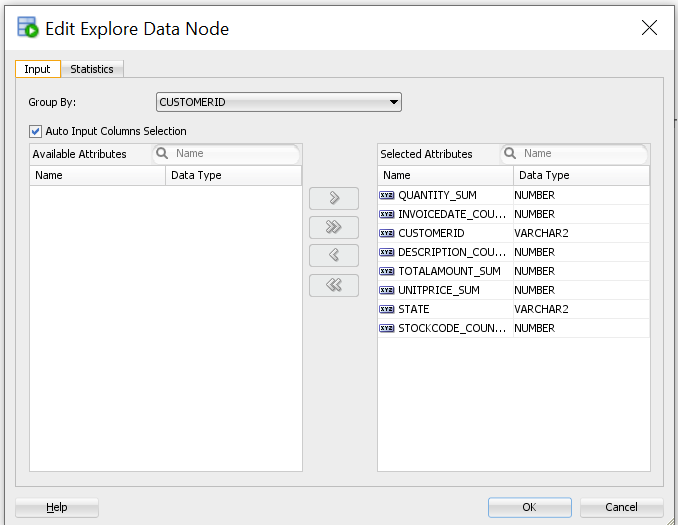 Edit Explore Data Node
Input Statistics
Group By: CUSTOMERID
Auto Input Columns Selection
Available Attributes Name
Name Data Type
Selected Attributes Name
Name Data Type
QUANTITY_SUM NUMBER
INVOICEDATE_COU... NUMBER
CUSTOMERID VARCHAR2
DESCRIPTION_COU... NUMBER
TOTALAMOUNT_SUM NUMBER
UNITPRICE_SUM NUMBER
STATE VARCHAR2
STOCKCODE_COUN... NUMBER
Help OK Cancel